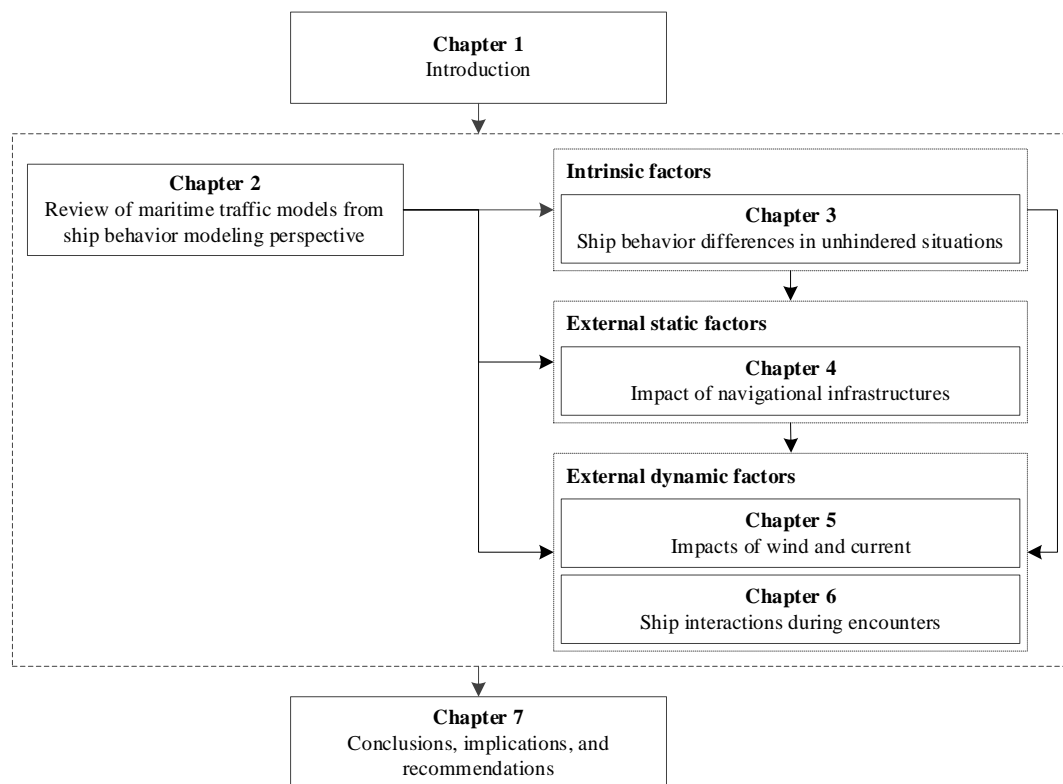 Chapter 1
Introduction
Chapter 2
Review of maritime traffic models from
ship behavior modeling perspective
Intrinsic factors
Chapter 3
Ship behavior differences in unhindered situations
External static factors
Chapter 4
Impact of navigational infrastructures
External dynamic factors
Chapter 5
Impacts of wind and current
Chapter 6
Ship interactions during encounters
Chapter 7
Conclusions, implications, and
recommendations